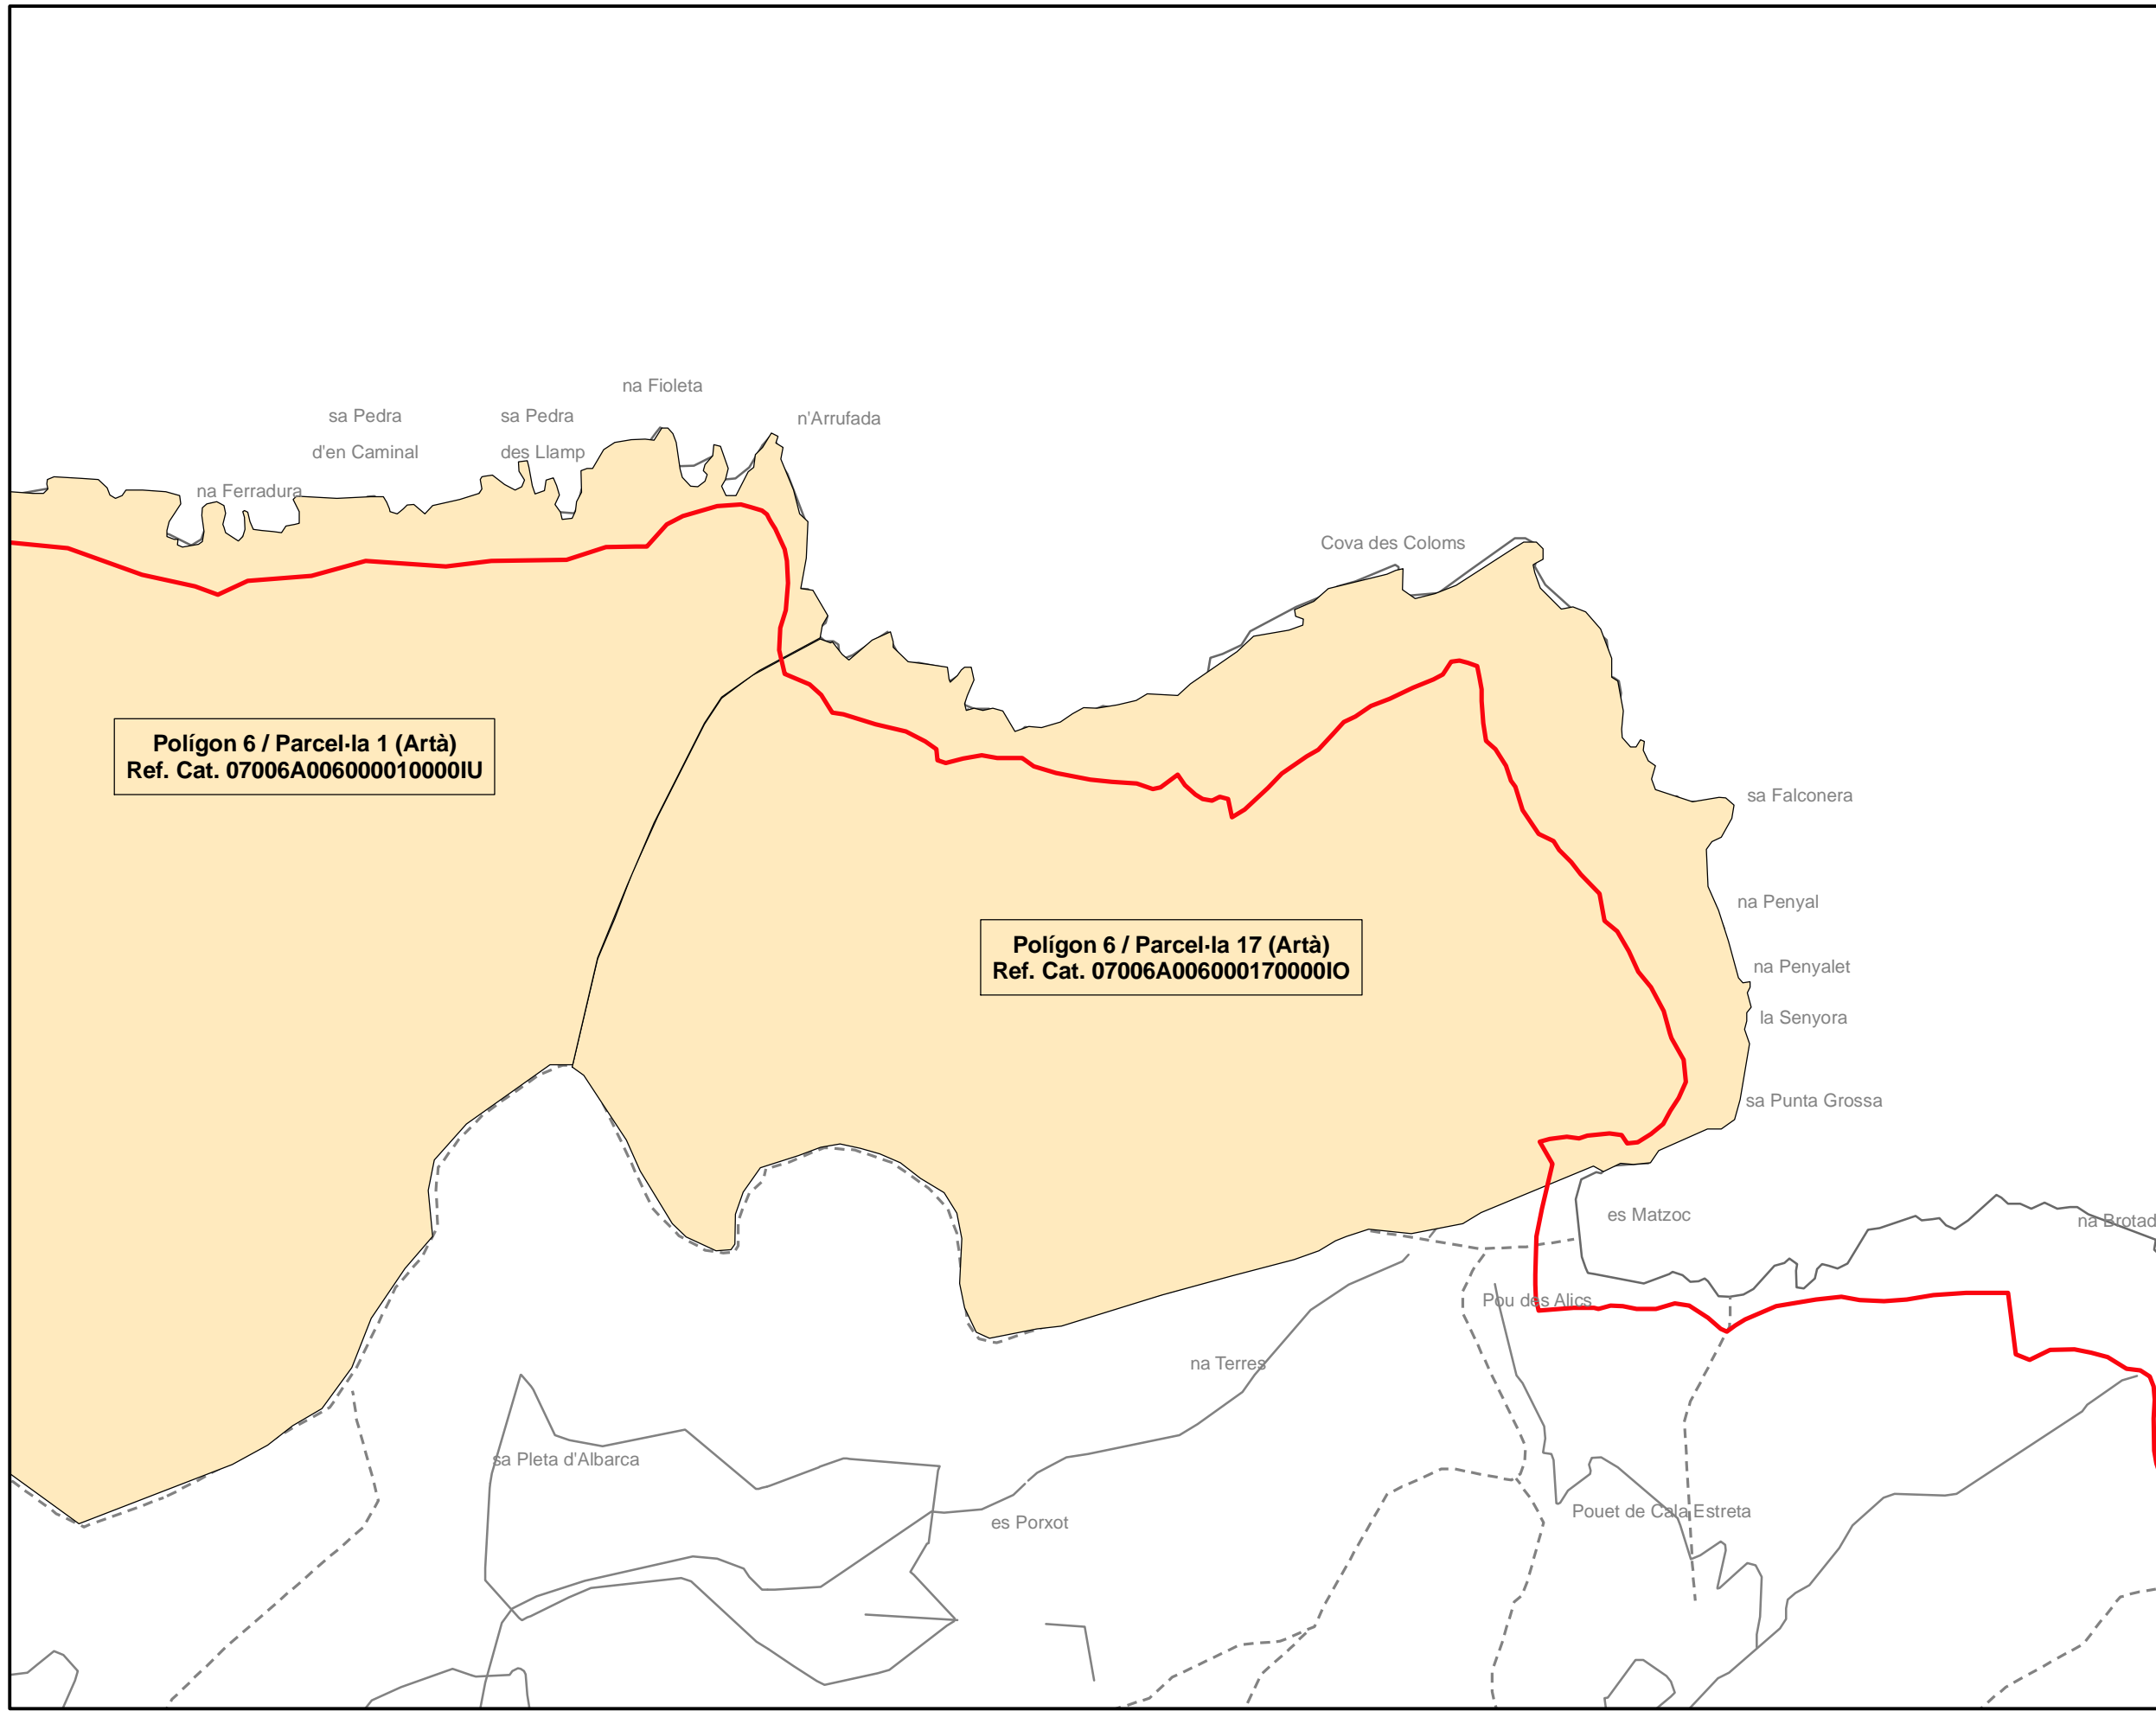 na Fioleta
sa Pedra
d'en Caminal
sa Pedra
des Llamp
n'Arrufada
na Ferradura
Cova des Coloms
Polígon 6 / Parcel·la 1 (Artà)
Ref. Cat. 07006A006000010000IU
sa Falconera
na Penyal
Polígon 6 / Parcel·la 17 (Artà)
Ref. Cat. 07006A006000170000IO
na Penyalet
la Senyora
sa Punta Grossa
es Matzoc
na Brotad
Pou des Alics
na Terres
sa Pleta d'Albarca
Pouet de Cala Estreta
es Porxot